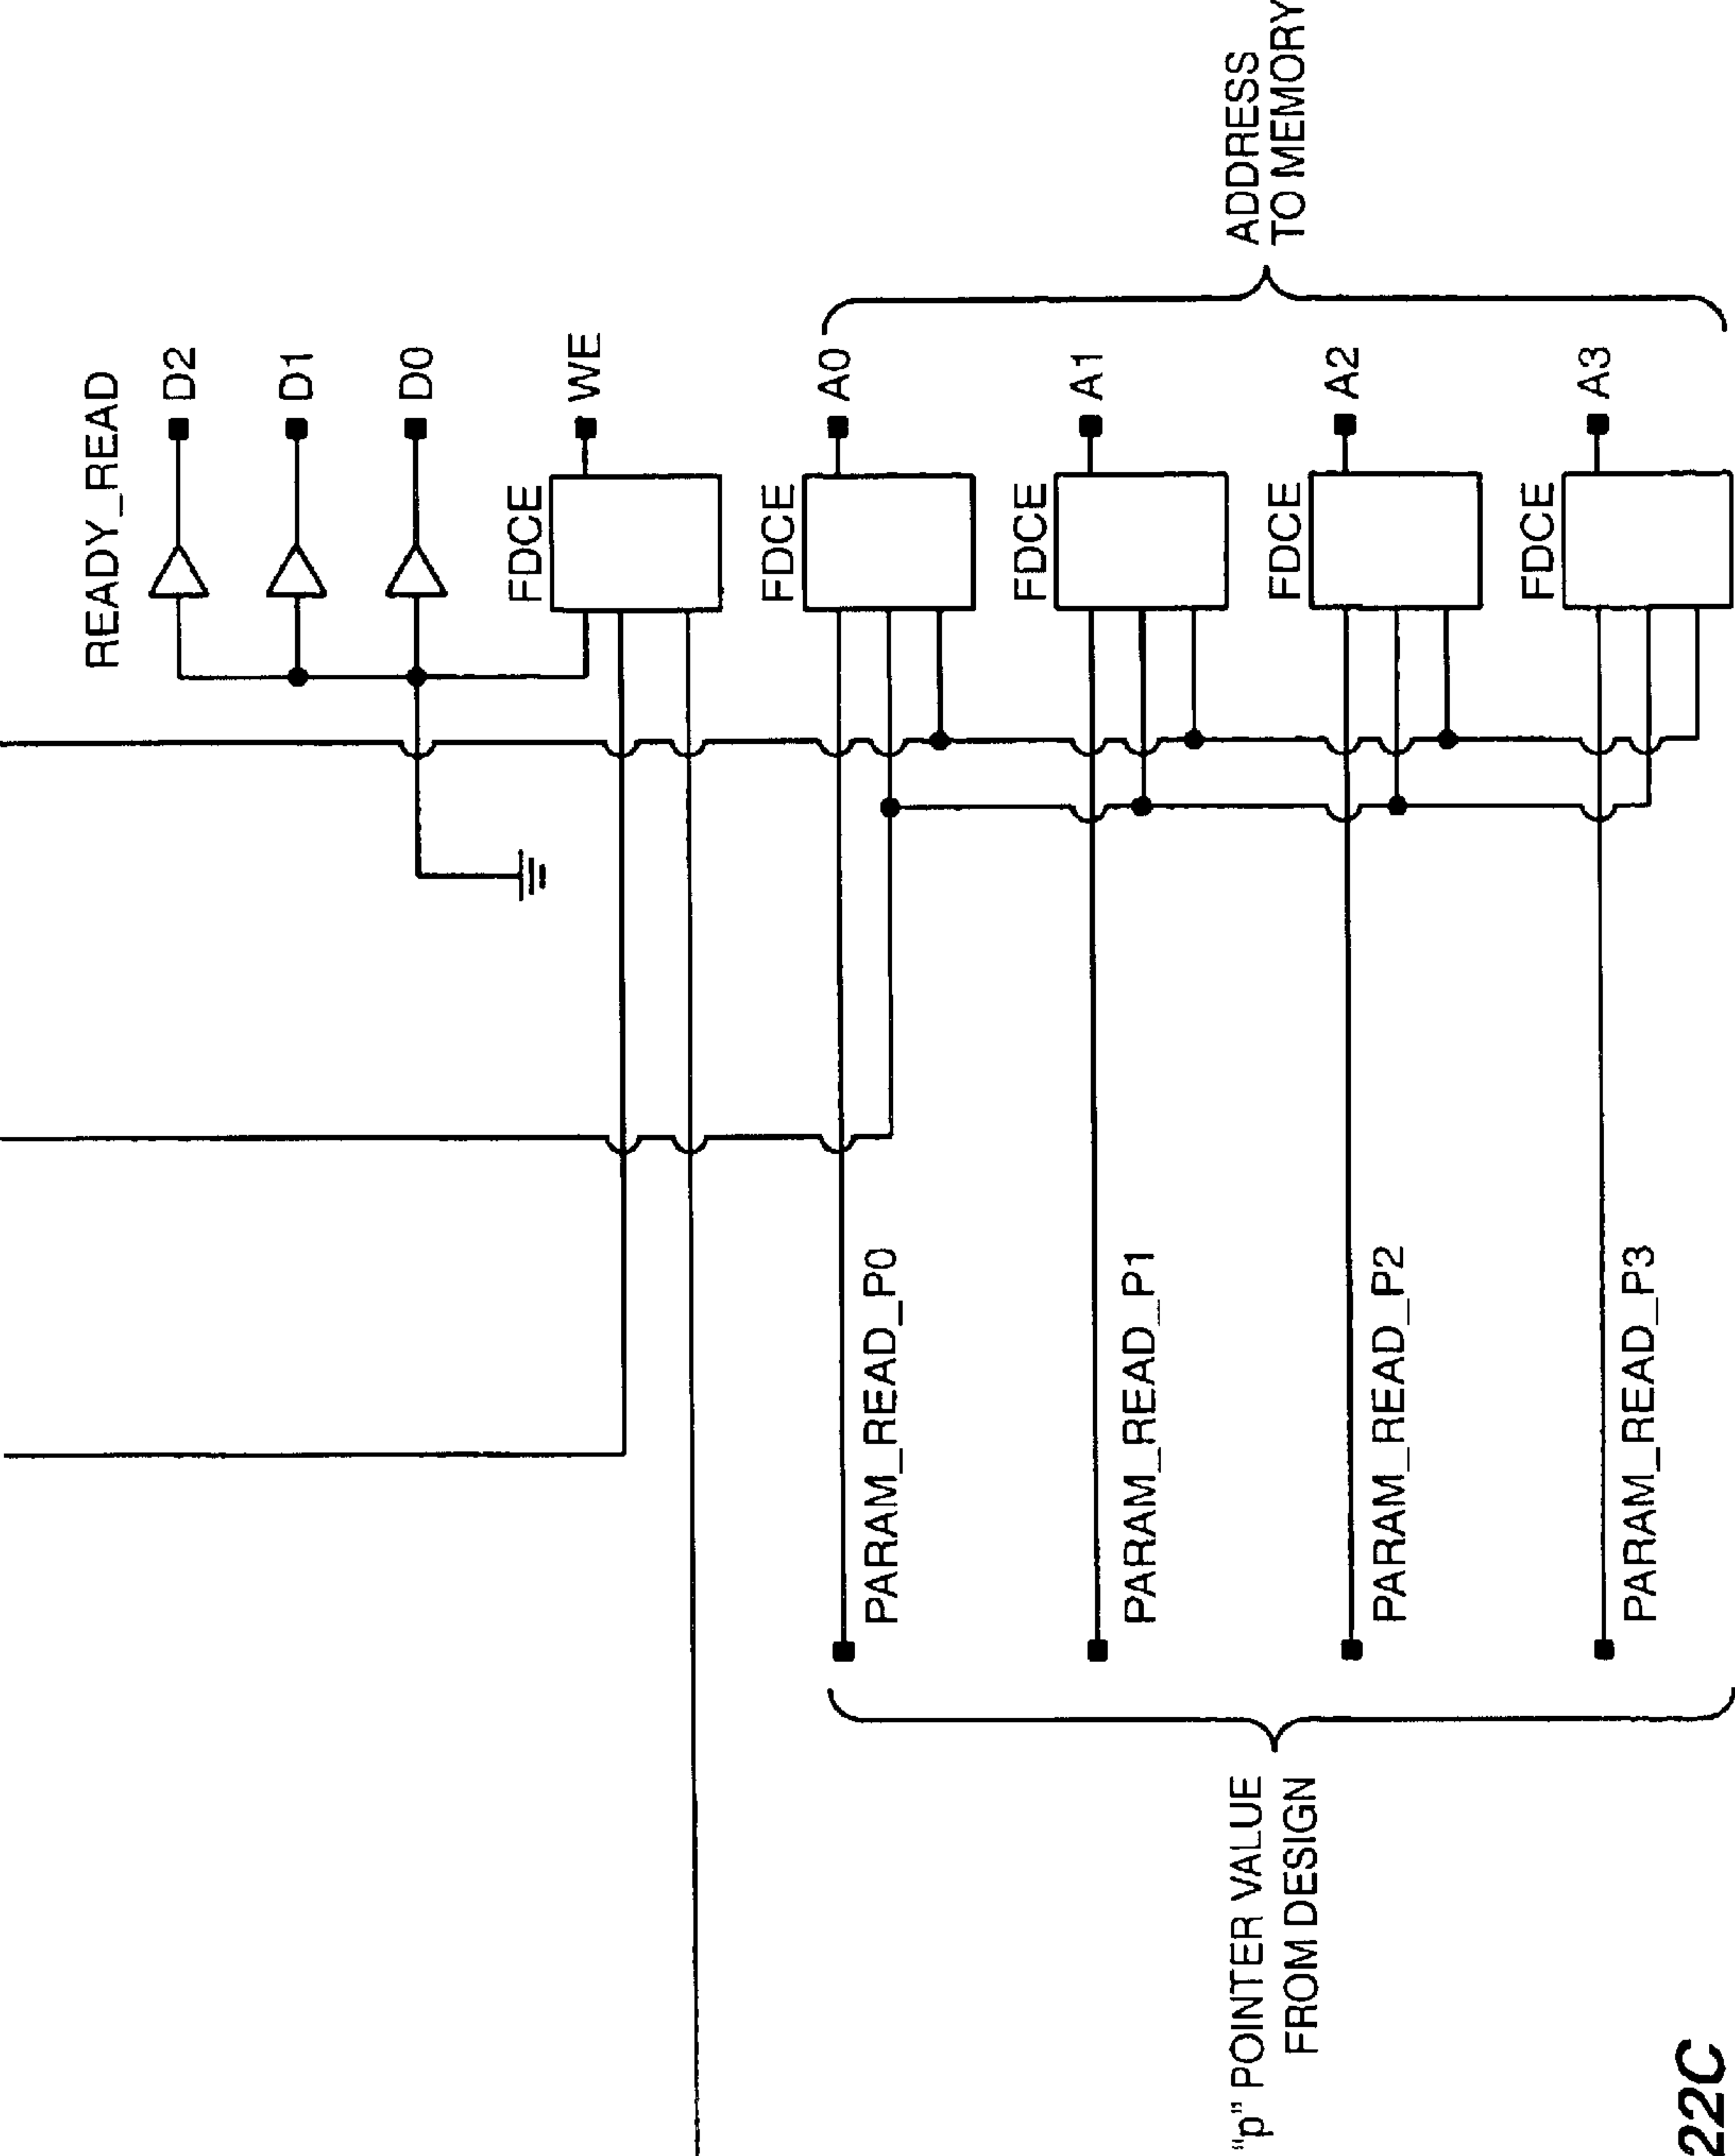 READY_READ
D2
D1
D0
FDCE
WE
PARAM_READ_P0
FDCE
A0
PARAM_READ_P1
FDCE
A1
"p" POINTER VALUE
FROM DESIGN
ADDRESS
TO MEMORY
PARAM_READ_P2
FDCE
A2
PARAM_READ_P3
FDCE
A3
22C